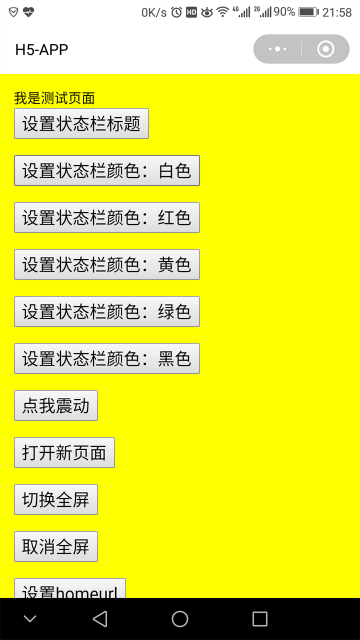 0K/s HD 4G 2G 90% 21:58
H5-APP
我是测试页面
设置状态栏标题
设置状态栏颜色：白色
设置状态栏颜色：红色
设置状态栏颜色：黄色
设置状态栏颜色：绿色
设置状态栏颜色：黑色
点我震动
打开新页面
切换全屏
取消全屏
设置homeurl